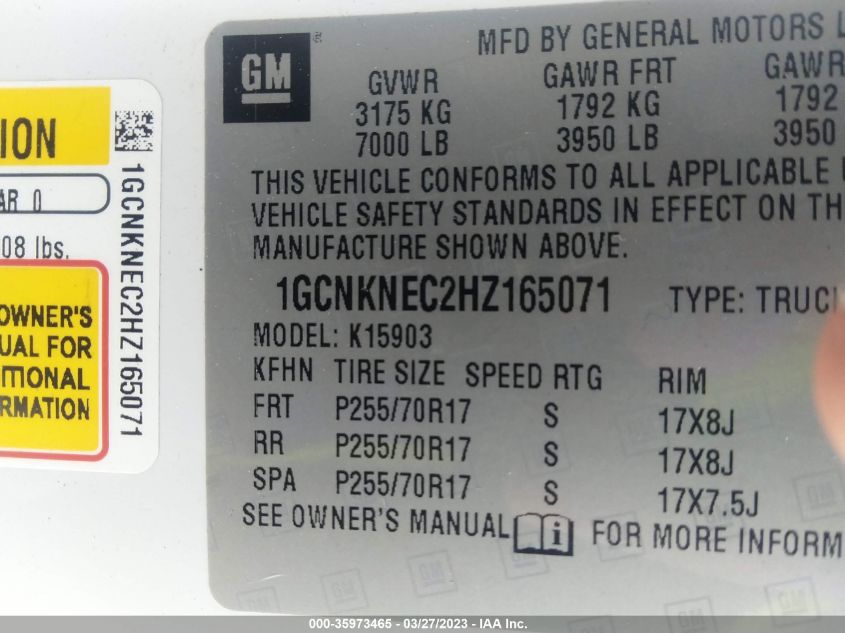 ION
AR 0
08 lbs.
OWNER'S
UAL FOR
ITIONAL
RMATION
1GCNKNEC2HZ165071
GM
®
MFD BY GENERAL MOTORS
GVWR GAWR FRT GAWR
3175 KG 1792 KG 1792
7000 LB 3950 LB 3950
THIS VEHICLE CONFORMS TO ALL APPLICABLE
VEHICLE SAFETY STANDARDS IN EFFECT ON TH
MANUFACTURE SHOWN ABOVE.
1GCNKNEC2HZ165071 TYPE: TRUC
MODEL: K15903
KFHN TIRE SIZE SPEED RTG RIM
FRT P255/70R17 S 17X8J
RR P255/70R17 S 17X8J
SPA P255/70R17 S 17X7.5J
SEE OWNER'S MANUAL i FOR MORE INFORM
000-35973465 - 03/27/2023 - IAA Inc.